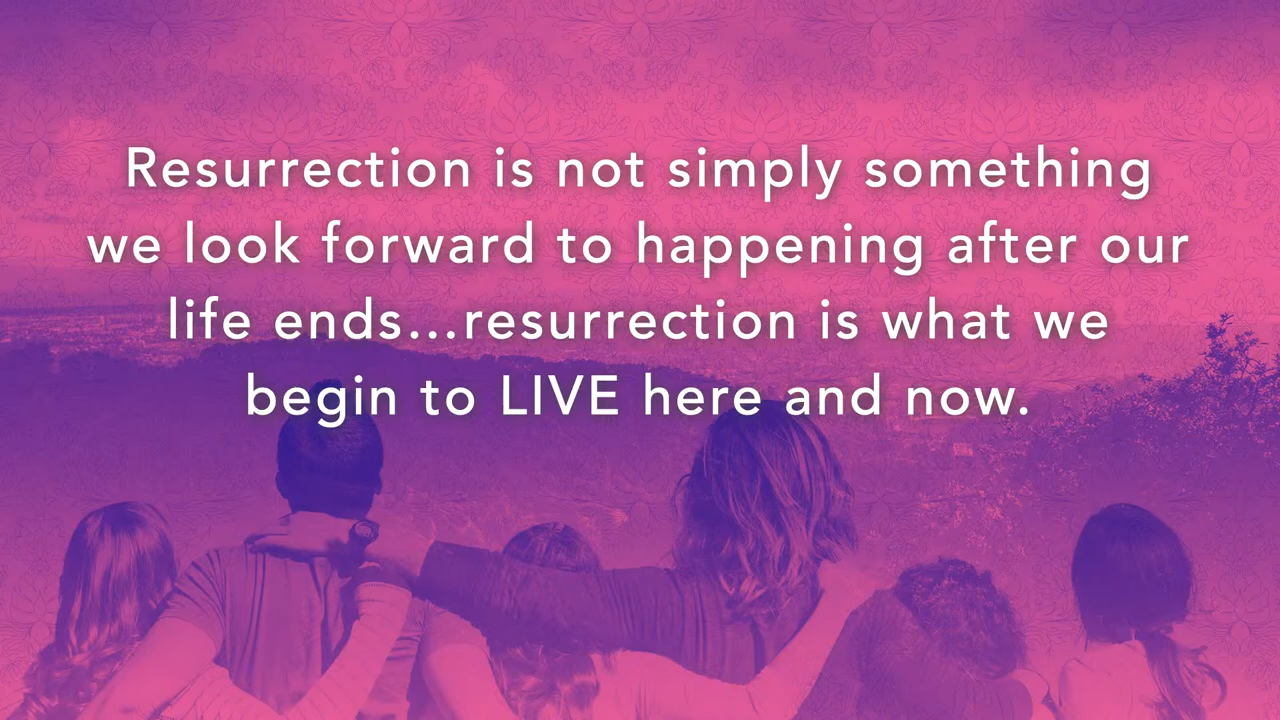 Resurrection is not simply something
we look forward to happening after our
life ends...resurrection is what we
begin to LIVE here and now.